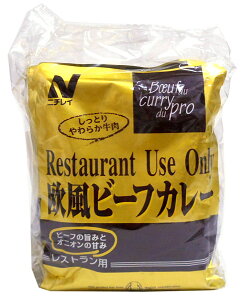 Bœuf du
curry
du pro
ニチレイ
しっとり
やわらか牛肉
Restaurant Use Only
欧風ビーフカレー
ビーフの旨みと
オニオンの甘み
レストラン用